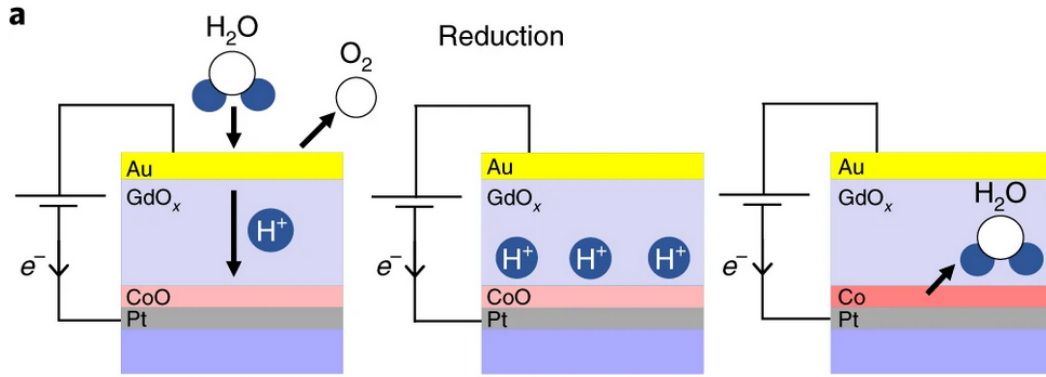 a
Reduction
H₂O
O₂
Au
GdOₓ
H⁺
e⁻
CoO
Pt
Au
GdOₓ
H⁺ H⁺ H⁺
e⁻
CoO
Pt
Au
GdOₓ
H₂O
e⁻
Co
Pt